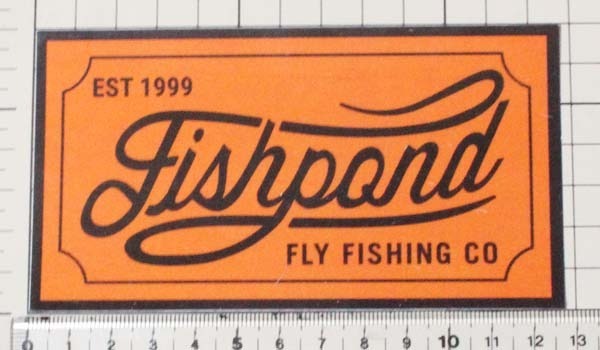 EST 1999
Fishpond
FLY FISHING CO
0 1 2 3 4 5 6 7 8 9 10 11 12 13